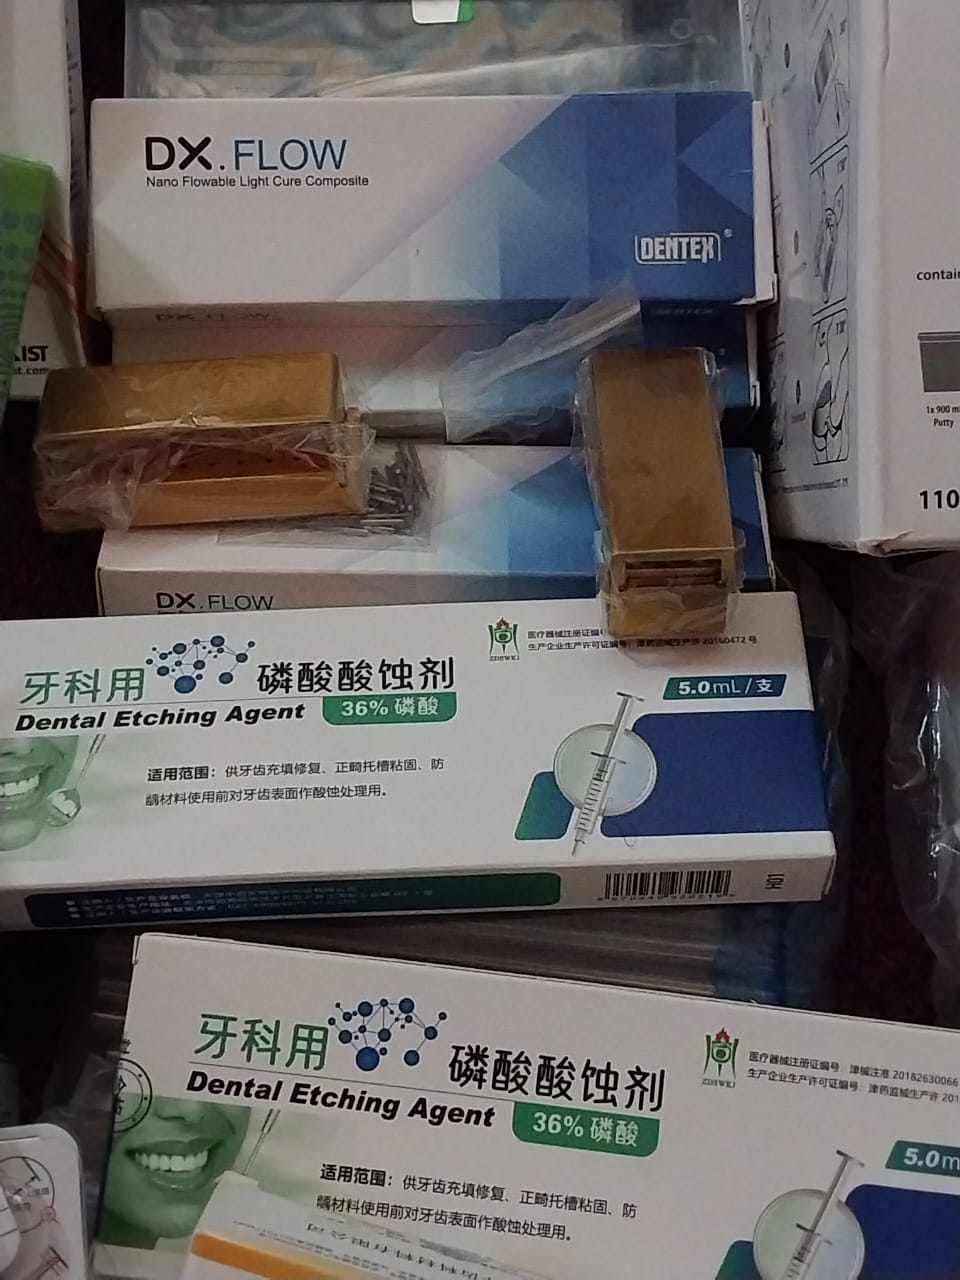 DX.FLOW
Nano Flowable Light Cure Composite
DENTEX
DX.FLOW
DENTEX
IST
st.com
contain
1x 900 m
Putty
110
DX.FLOW
牙科用 磷酸酸蚀剂
Dental Etching Agent
36% 磷酸
ZDSWKJ
医疗器械注册证编号
生产企业生产许可证编号: 津药监械生产许 20160472 号
5.0mL/支
适用范围：供牙齿充填修复、正畸托槽粘固、防
龋材料使用前对牙齿表面作酸蚀处理用。
牙科用 磷酸酸蚀剂
Dental Etching Agent
36% 磷酸
ZDSWKJ
医疗器械注册证编号 津械注准 20182630066
生产企业生产许可证编号 津药监械生产许 201
5.0m
适用范围：供牙齿充填修复、正畸托槽粘固、防
龋材料使用前对牙齿表面作酸蚀处理用。